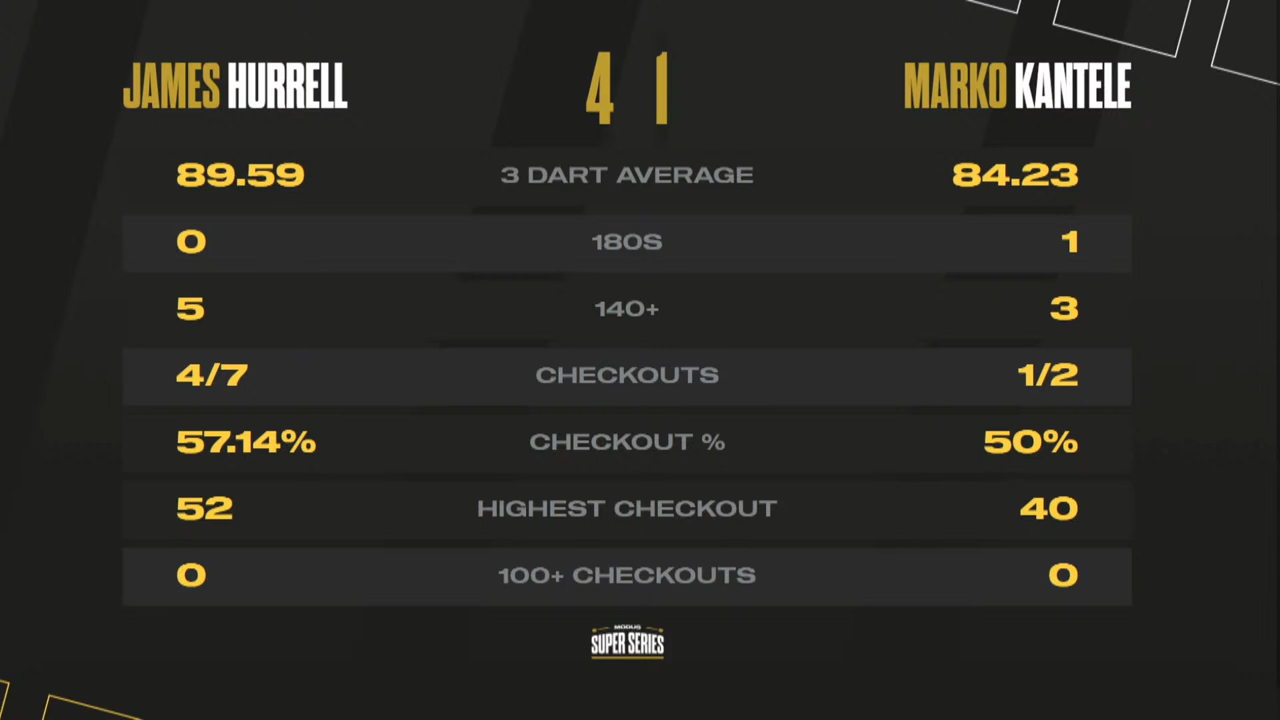 JAMES HURRELL 4 1 MARKO KANTELE
89.59 3 DART AVERAGE 84.23
0 180S 1
5 140+ 3
4/7 CHECKOUTS 1/2
57.14% CHECKOUT % 50%
52 HIGHEST CHECKOUT 40
0 100+ CHECKOUTS 0
MODUS
SUPER SERIES